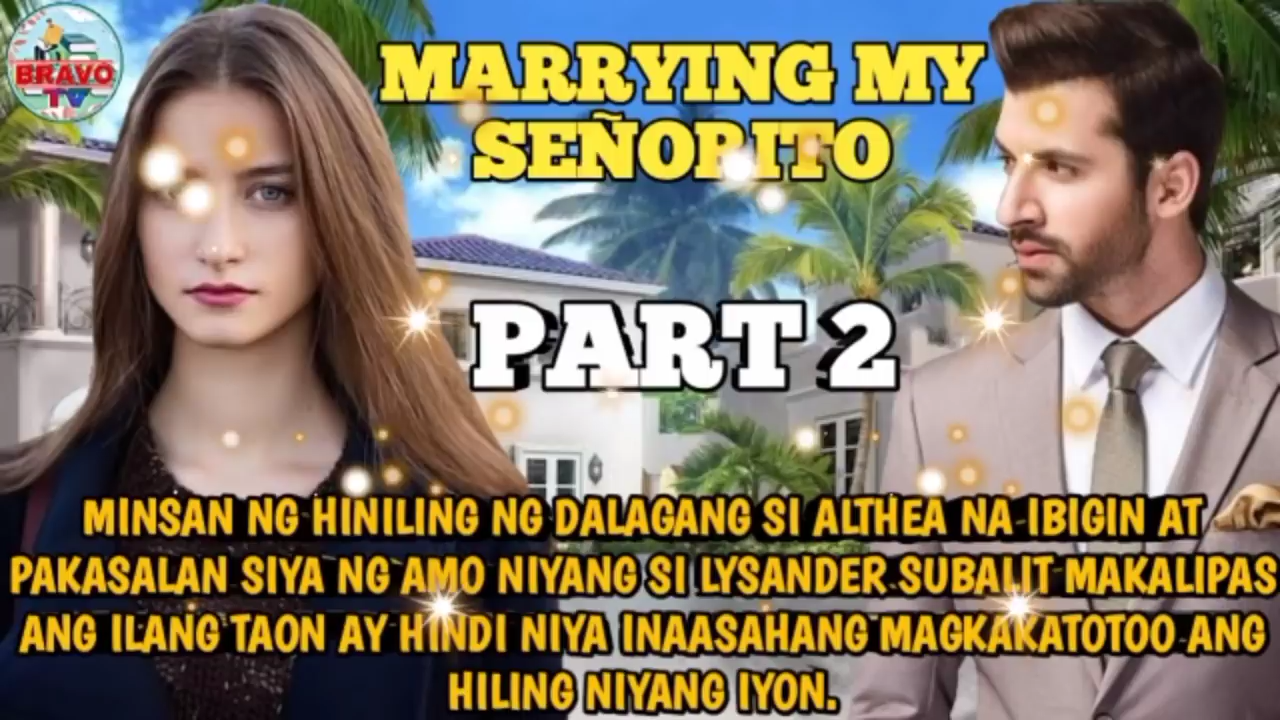 BRAVO
TV
MARRYING MY
SEÑORITO
PART 2
MINSAN NG HINILING NG DALAGANG SI ALTHEA NA IBIGIN AT
PAKASALAN SIYA NG AMO NIYANG SI LYSANDER SUBALIT MAKALIPAS
ANG ILANG TAON AY HINDI NIYA INAASAHANG MAGKAKATOTOO ANG
HILING NIYANG IYON.